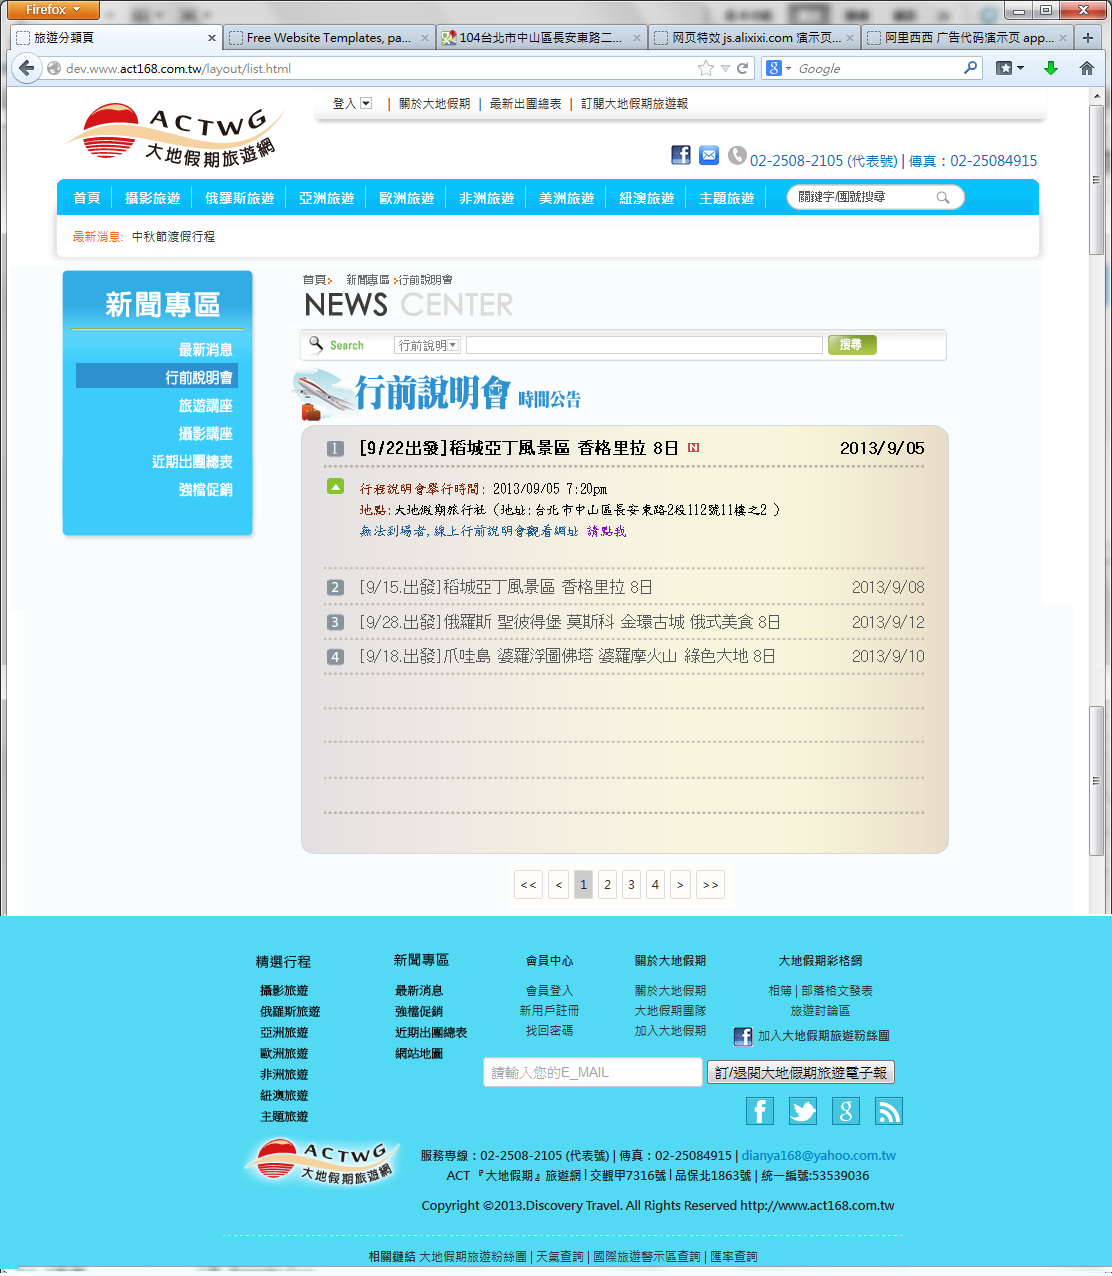 Firefox
旅遊分類頁
Free Website Templates, pa...
104台北市中山區長安東路二...
网页特效 js.alixixi.com 演示页...
阿里西西 广告代码演示页 app...
dev.www.act168.com.tw/layout/list.html
Google
ACTWG
大地假期旅遊網
登入 | 關於大地假期 | 最新出團總表 | 訂閱大地假期旅遊報
02-2508-2105 (代表號) | 傳真：02-25084915
首頁 攝影旅遊 俄羅斯旅遊 亞洲旅遊 歐洲旅遊 非洲旅遊 美洲旅遊 紐澳旅遊 主題旅遊 關鍵字/團號搜尋
最新消息: 中秋節渡假行程
新聞專區
最新消息
行前說明會
旅遊講座
攝影講座
近期出團總表
強檔促銷
首頁 新聞專區 行前說明會
NEWS CENTER
Search 行前說明 搜尋
行前說明會 時間公告
1 [9/22出發]稻城亞丁風景區 香格里拉 8日 N 2013/9/05
行程說明會舉行時間: 2013/09/05 7:20pm
地點:大地假期旅行社 (地址:台北市中山區長安東路2段112號11樓之2 )
無法到場者,線上行前說明會觀看網址 請點我
2 [9/15.出發]稻城亞丁風景區 香格里拉 8日 2013/9/08
3 [9/28.出發]俄羅斯 聖彼得堡 莫斯科 金環古城 俄式美食 8日 2013/9/12
4 [9/18.出發]爪哇島 婆羅浮圖佛塔 婆羅摩火山 綠色大地 8日 2013/9/10
<< < 1 2 3 4 > >>
精選行程
攝影旅遊
俄羅斯旅遊
亞洲旅遊
歐洲旅遊
非洲旅遊
紐澳旅遊
主題旅遊
新聞專區
最新消息
強檔促銷
近期出團總表
網站地圖
會員中心
會員登入
新用戶註冊
找回密碼
關於大地假期
關於大地假期
大地假期團隊
加入大地假期
大地假期彩格網
相簿 | 部落格文發表
旅遊討論區
加入大地假期旅遊粉絲團
請輸入您的E_MAIL
訂/退閱大地假期旅遊電子報
ACTWG
大地假期旅遊網
服務專線：02-2508-2105 (代表號) | 傳真：02-25084915 | dianya168@yahoo.com.tw
ACT 『大地假期』旅遊網 | 交觀甲7316號 | 品保北1863號 | 統一編號:53539036
Copyright ©2013.Discovery Travel. All Rights Reserved http://www.act168.com.tw
相關鏈結 大地假期旅遊粉絲團 | 天氣查詢 | 國際旅遊警示區查詢 | 匯率查詢